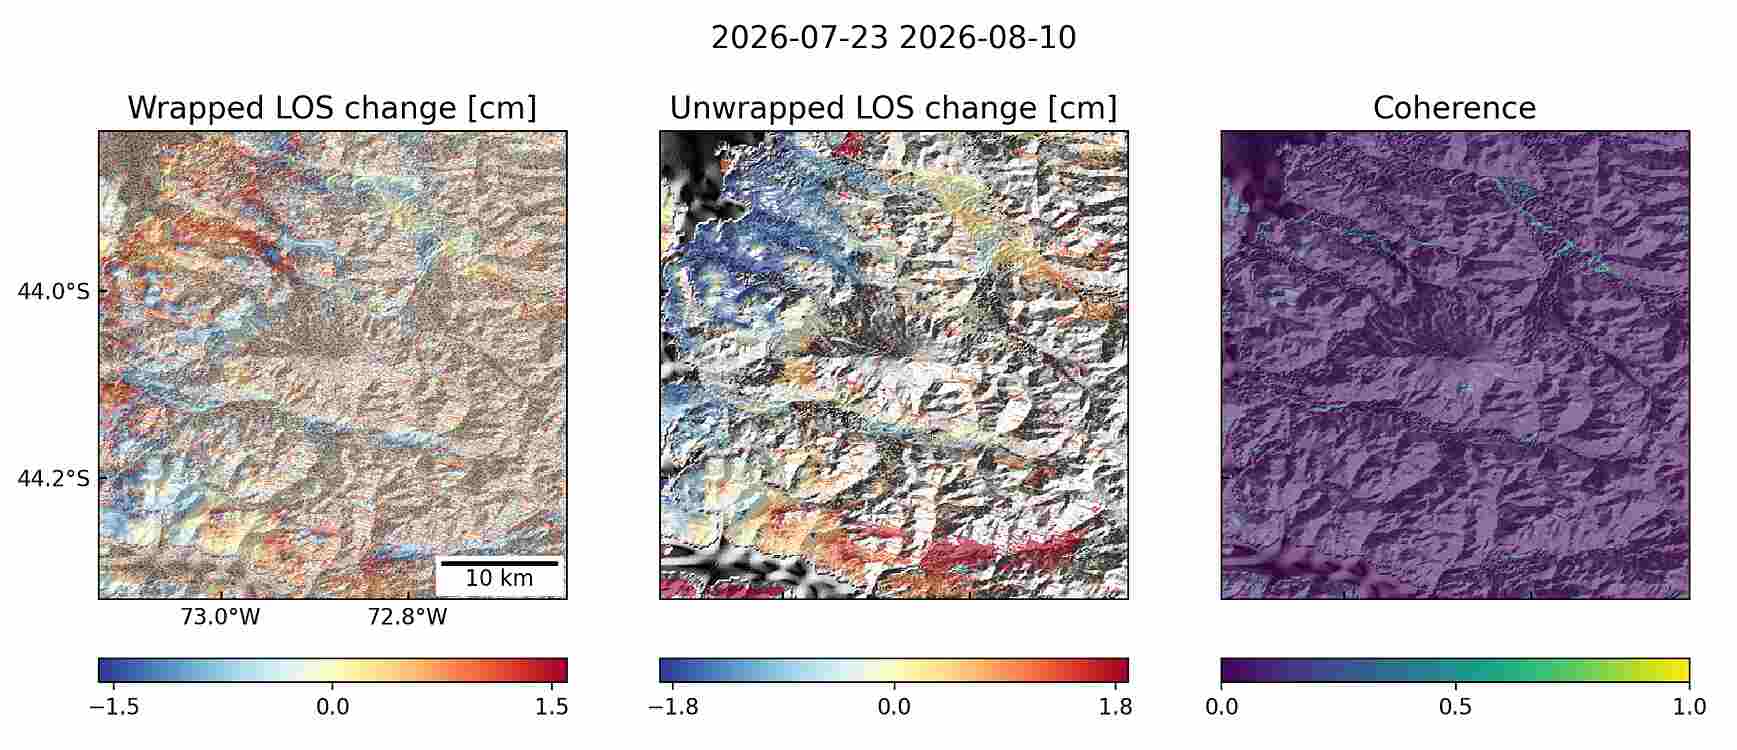 2026-07-23 2026-08-10
Wrapped LOS change [cm]
Unwrapped LOS change [cm]
Coherence
44.0°S
44.2°S
10 km
73.0°W
72.8°W
−1.5
0.0
1.5
−1.8
0.0
1.8
0.0
0.5
1.0